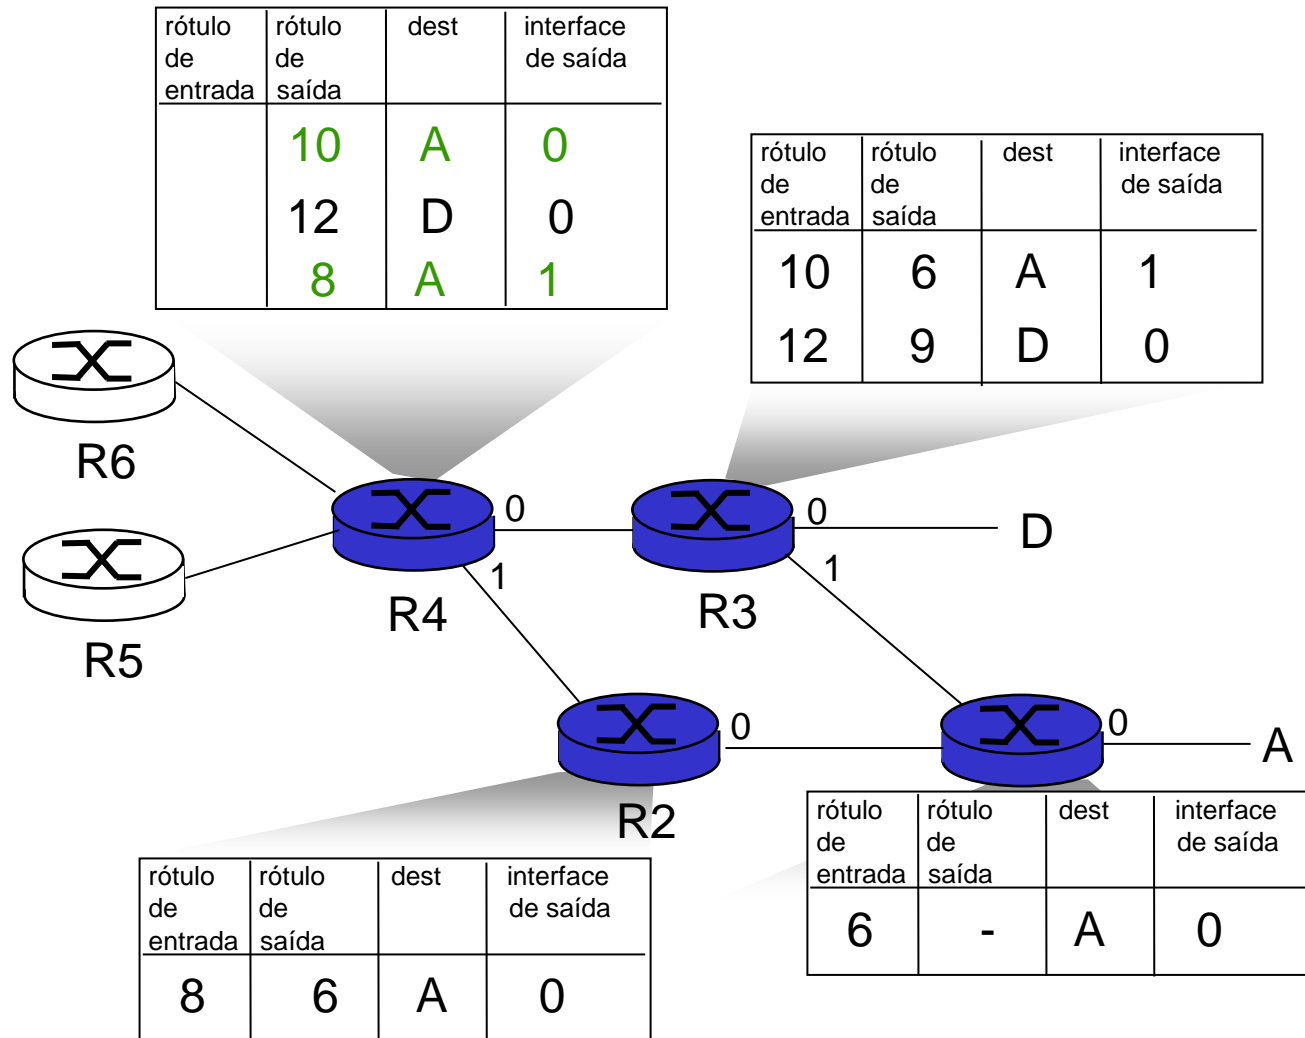 rótulo de entrada | rótulo de saída | dest | interface de saída
10 A 0
12 D 0
8 A 1
rótulo de entrada | rótulo de saída | dest | interface de saída
10 6 A 1
12 9 D 0
R6
R5
0
1
R4
0
1
R3
D
0
R2
0
A
rótulo de entrada | rótulo de saída | dest | interface de saída
6 - A 0
rótulo de entrada | rótulo de saída | dest | interface de saída
8 6 A 0